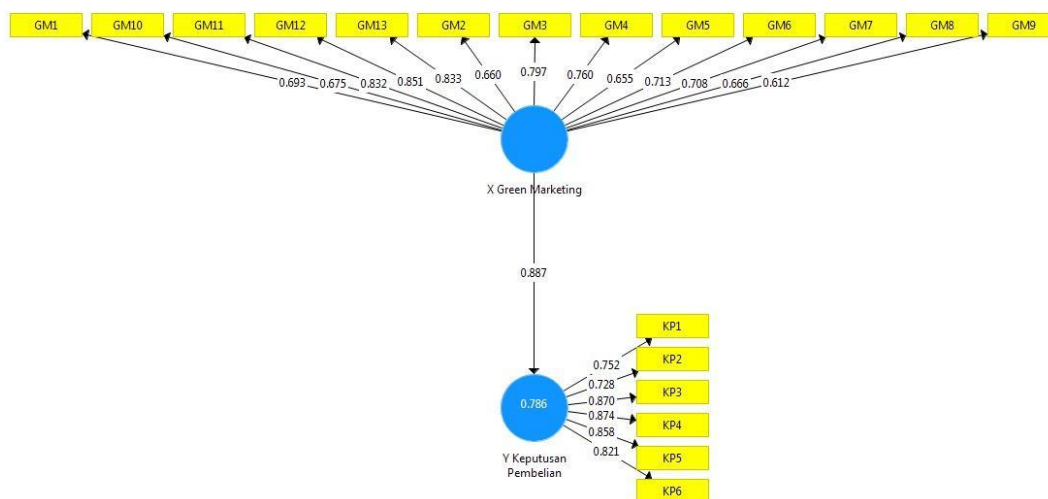 GM1 GM10 GM11 GM12 GM13 GM2 GM3 GM4 GM5 GM6 GM7 GM8 GM9
0.693 0.675 0.832 0.851 0.833 0.660 0.797 0.760 0.655 0.713 0.708 0.666 0.612
X Green Marketing
0.887
KP1
0.752
KP2
0.728
KP3
0.870
0.786
0.874
KP4
0.858
KP5
0.821
Y Keputusan
Pembelian
KP6